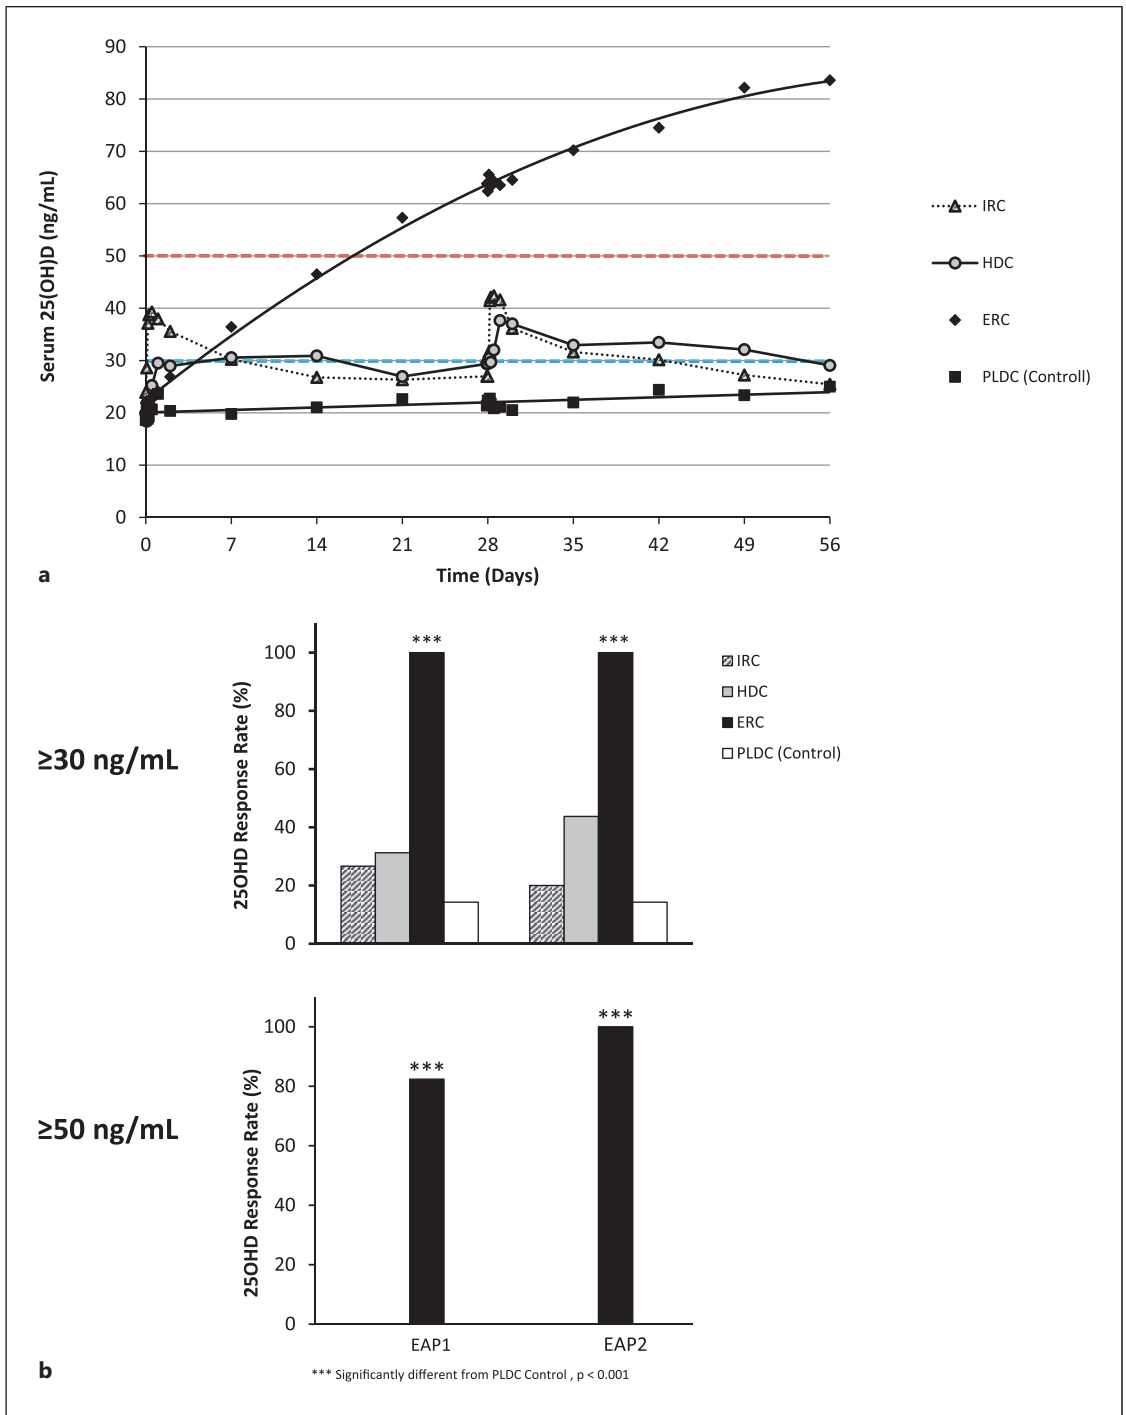 90
80
70
60
50
40
30
20
10
0
Serum 25(OH)D (ng/mL)
0 7 14 21 28 35 42 49 56
Time (Days)
IRC
HDC
ERC
PLDC (Controll)
a
≥30 ng/mL
25OHD Response Rate (%)
100
80
60
40
20
0
*** ***
IRC
HDC
ERC
PLDC (Control)
≥50 ng/mL
25OHD Response Rate (%)
100
80
60
40
20
0
*** ***
EAP1 EAP2
b
*** Significantly different from PLDC Control , p < 0.001